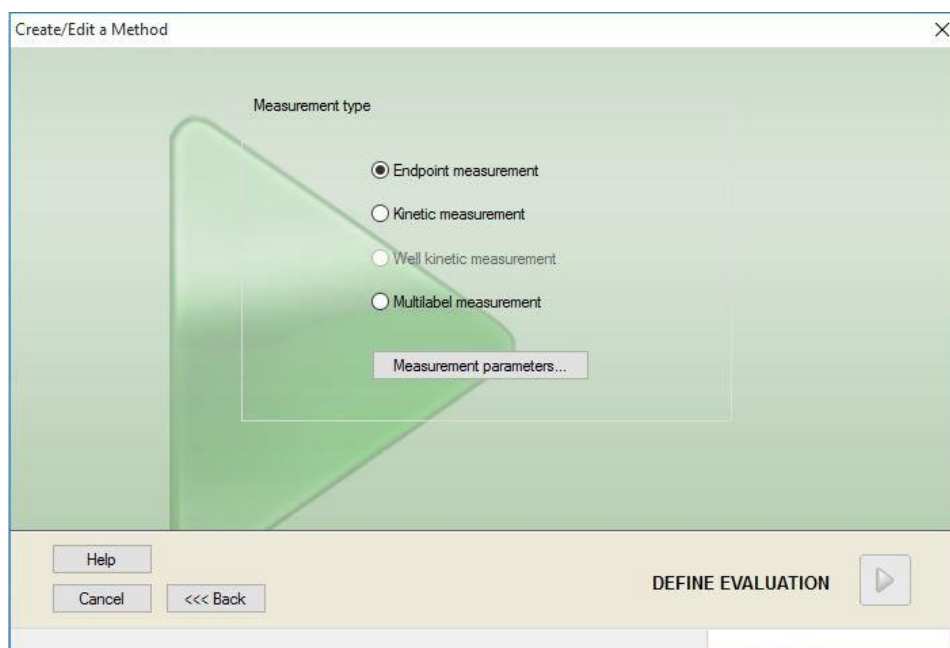 Create/Edit a Method
Measurement type
Endpoint measurement
Kinetic measurement
Well kinetic measurement
Multilabel measurement
Measurement parameters...
Help
Cancel
<<< Back
DEFINE EVALUATION